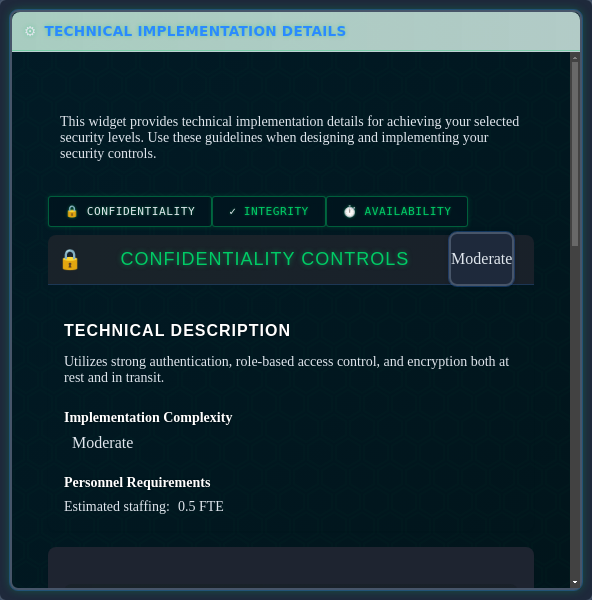 ⚙ TECHNICAL IMPLEMENTATION DETAILS
This widget provides technical implementation details for achieving your selected
security levels. Use these guidelines when designing and implementing your
security controls.
🔒 CONFIDENTIALITY ✓ INTEGRITY ⏱️ AVAILABILITY
🔒 CONFIDENTIALITY CONTROLS Moderate
TECHNICAL DESCRIPTION
Utilizes strong authentication, role-based access control, and encryption both at
rest and in transit.
Implementation Complexity
Moderate
Personnel Requirements
Estimated staffing: 0.5 FTE